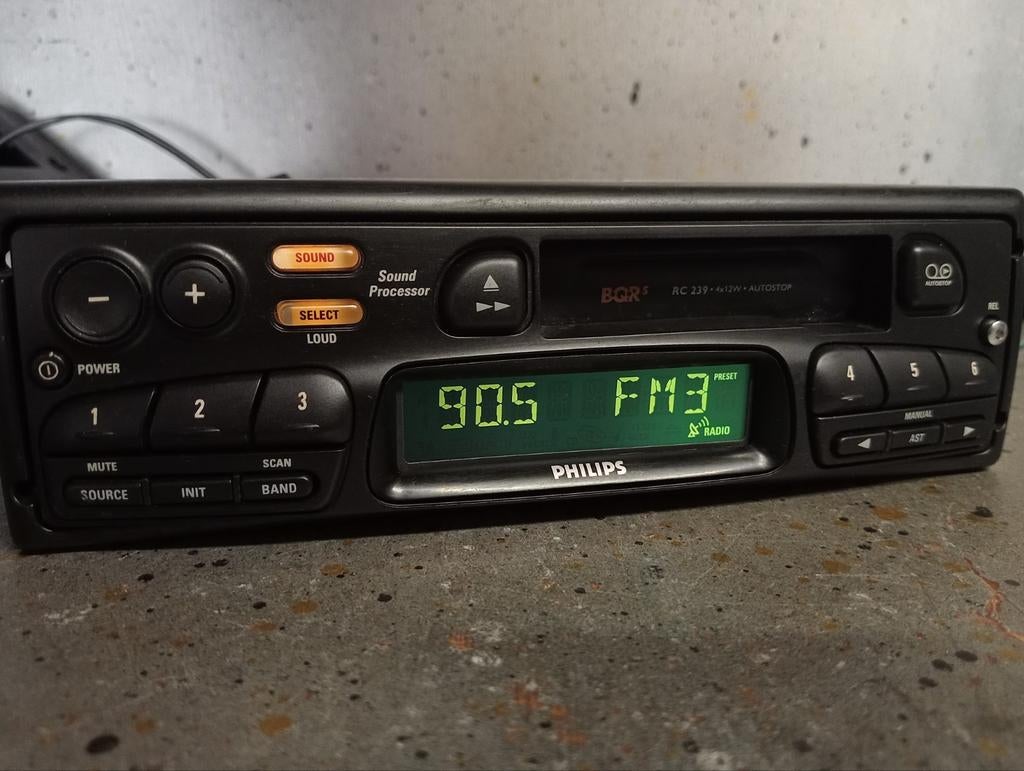 SOUND
SELECT
LOUD
Sound
Processor
BQR s
RC 239 • 4x12W • AUTOSTOP
AUTOSTOP
REL
POWER
1 2 3
MUTE SCAN
SOURCE INIT BAND
90.5 FM3 PRESET
RADIO
PHILIPS
4 5 6
MANUAL
AST